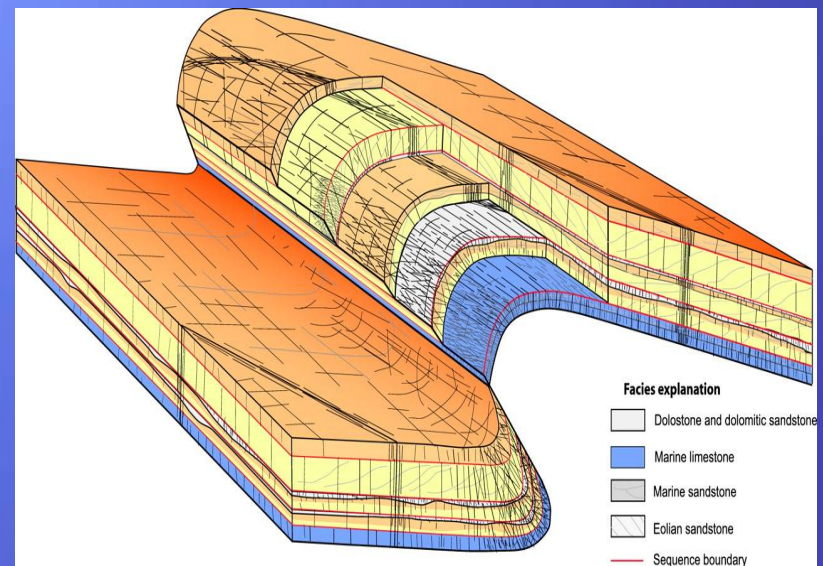 Facies explanation
Dolostone and dolomitic sandstone
Marine limestone
Marine sandstone
Eolian sandstone
Sequence boundary